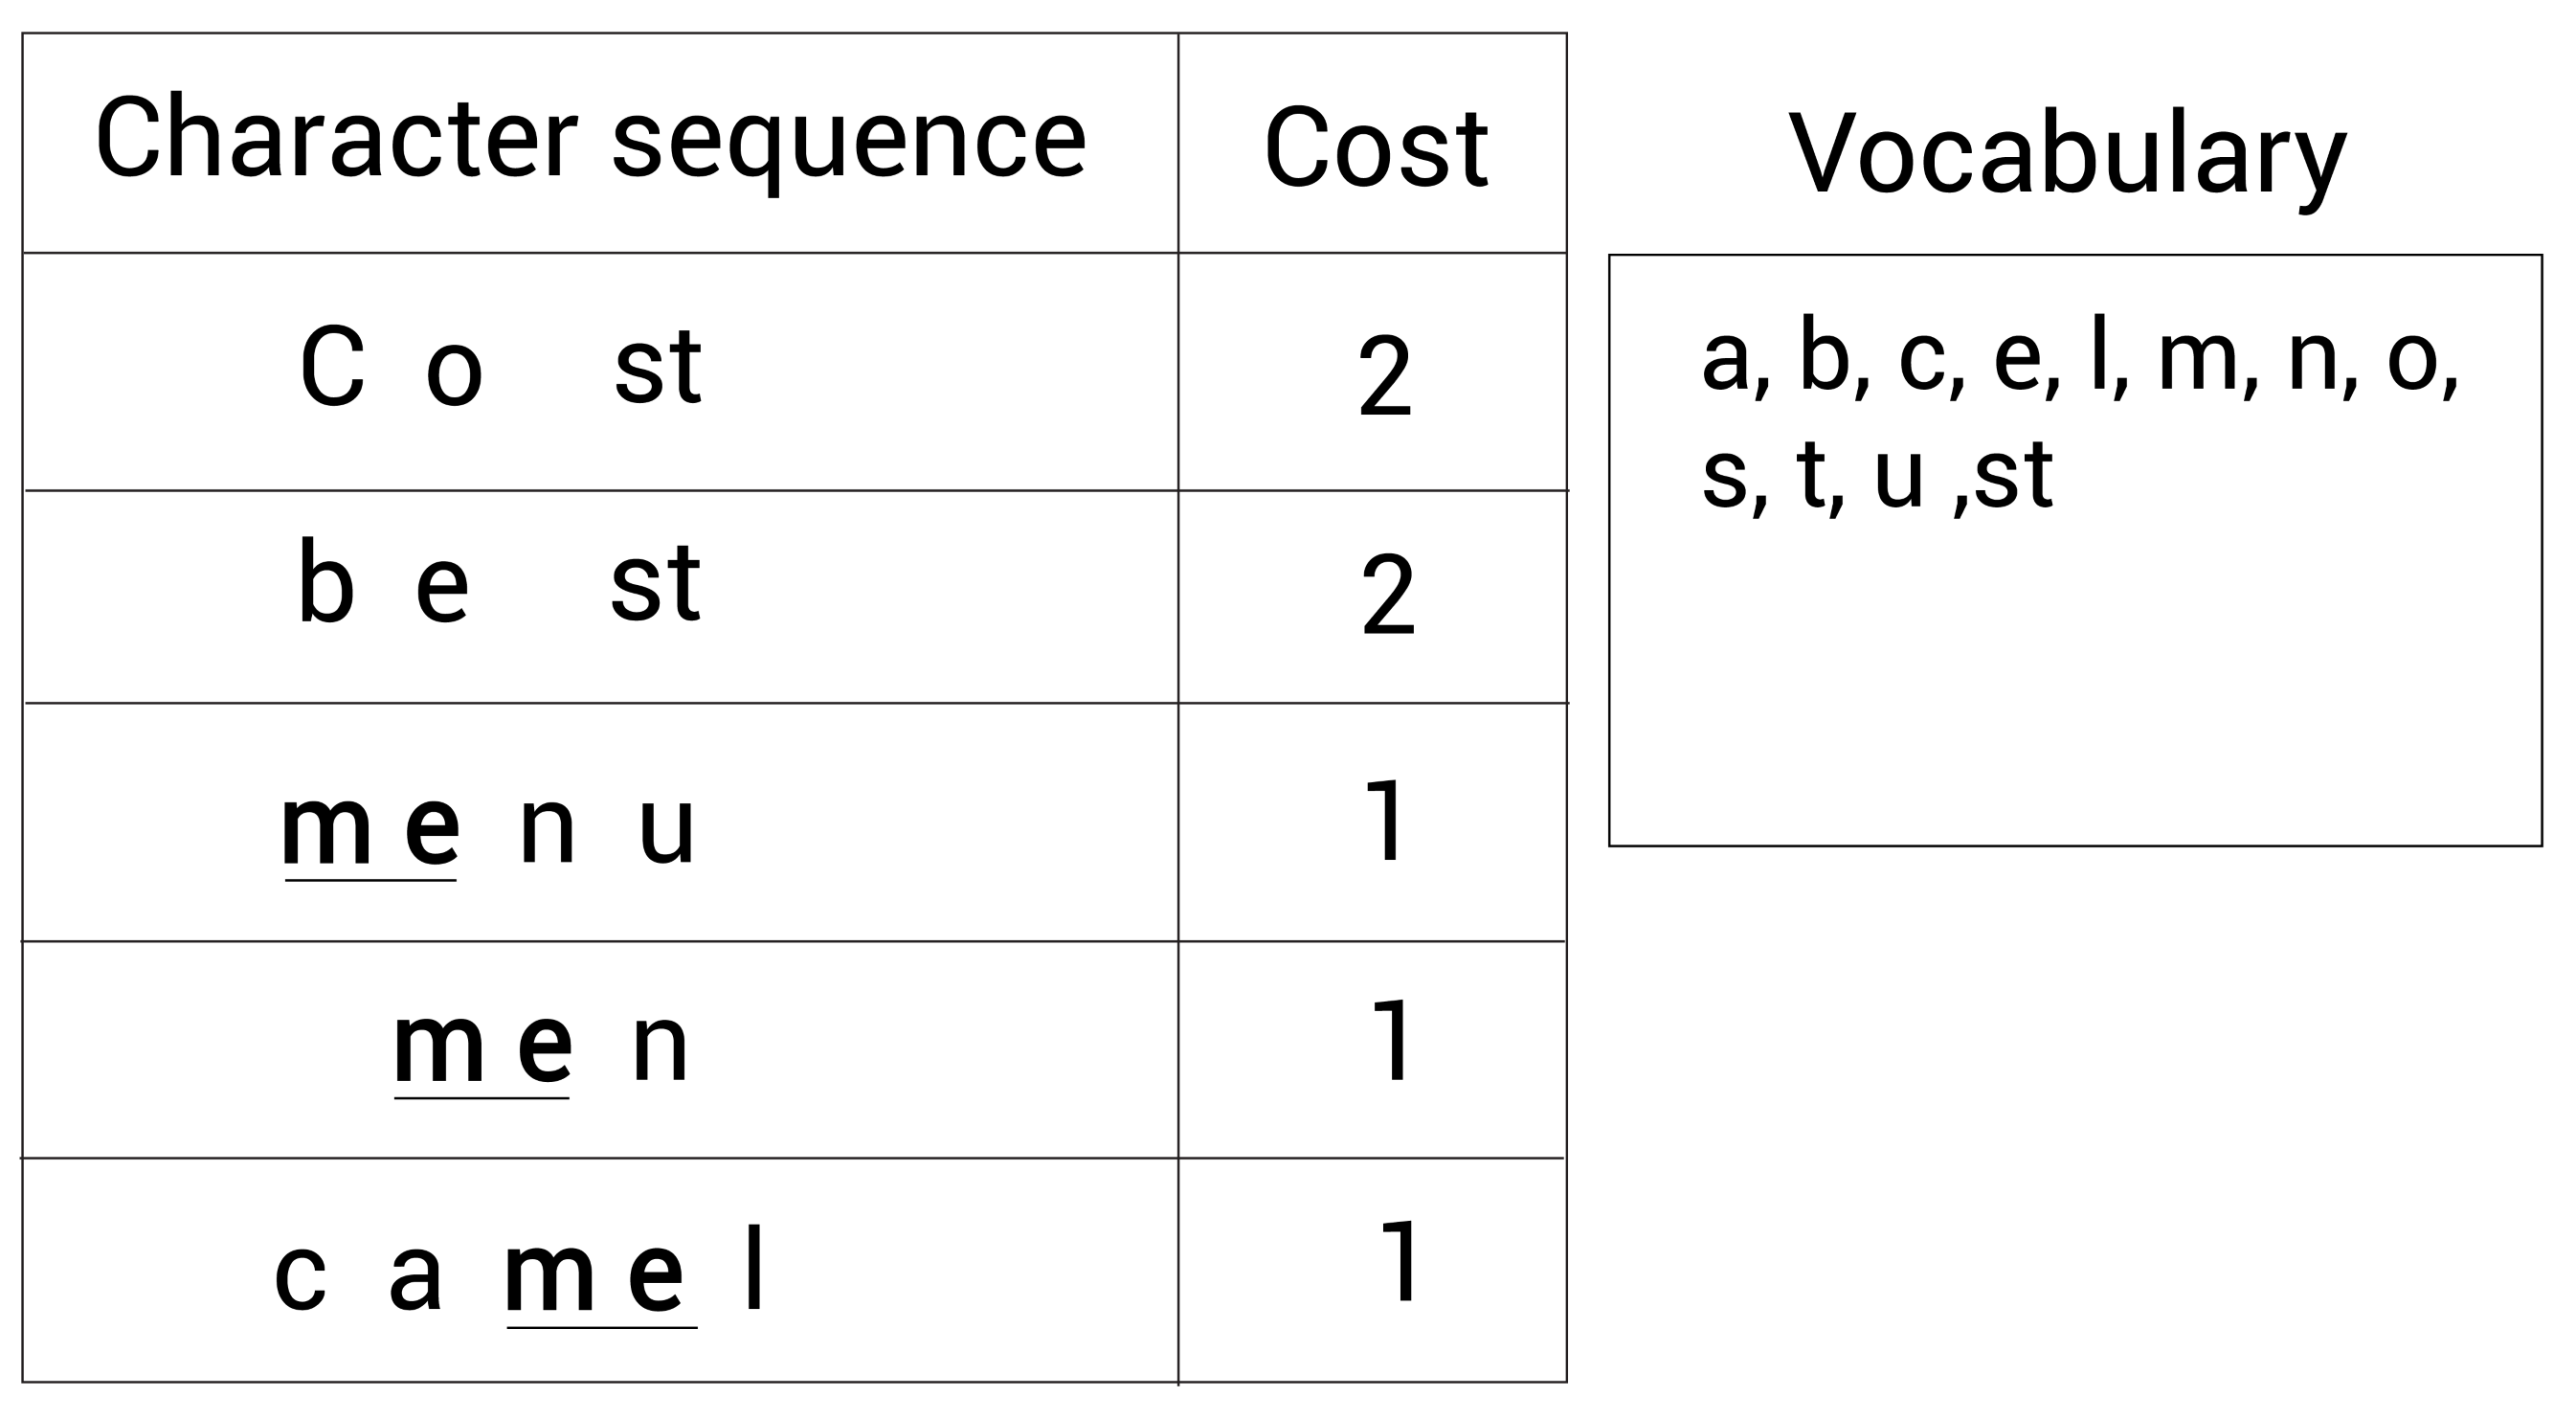 Character sequence Cost
C o st 2
b e st 2
m e n u 1
m e n 1
c a m e l 1
Vocabulary
a, b, c, e, l, m, n, o,
s, t, u ,st